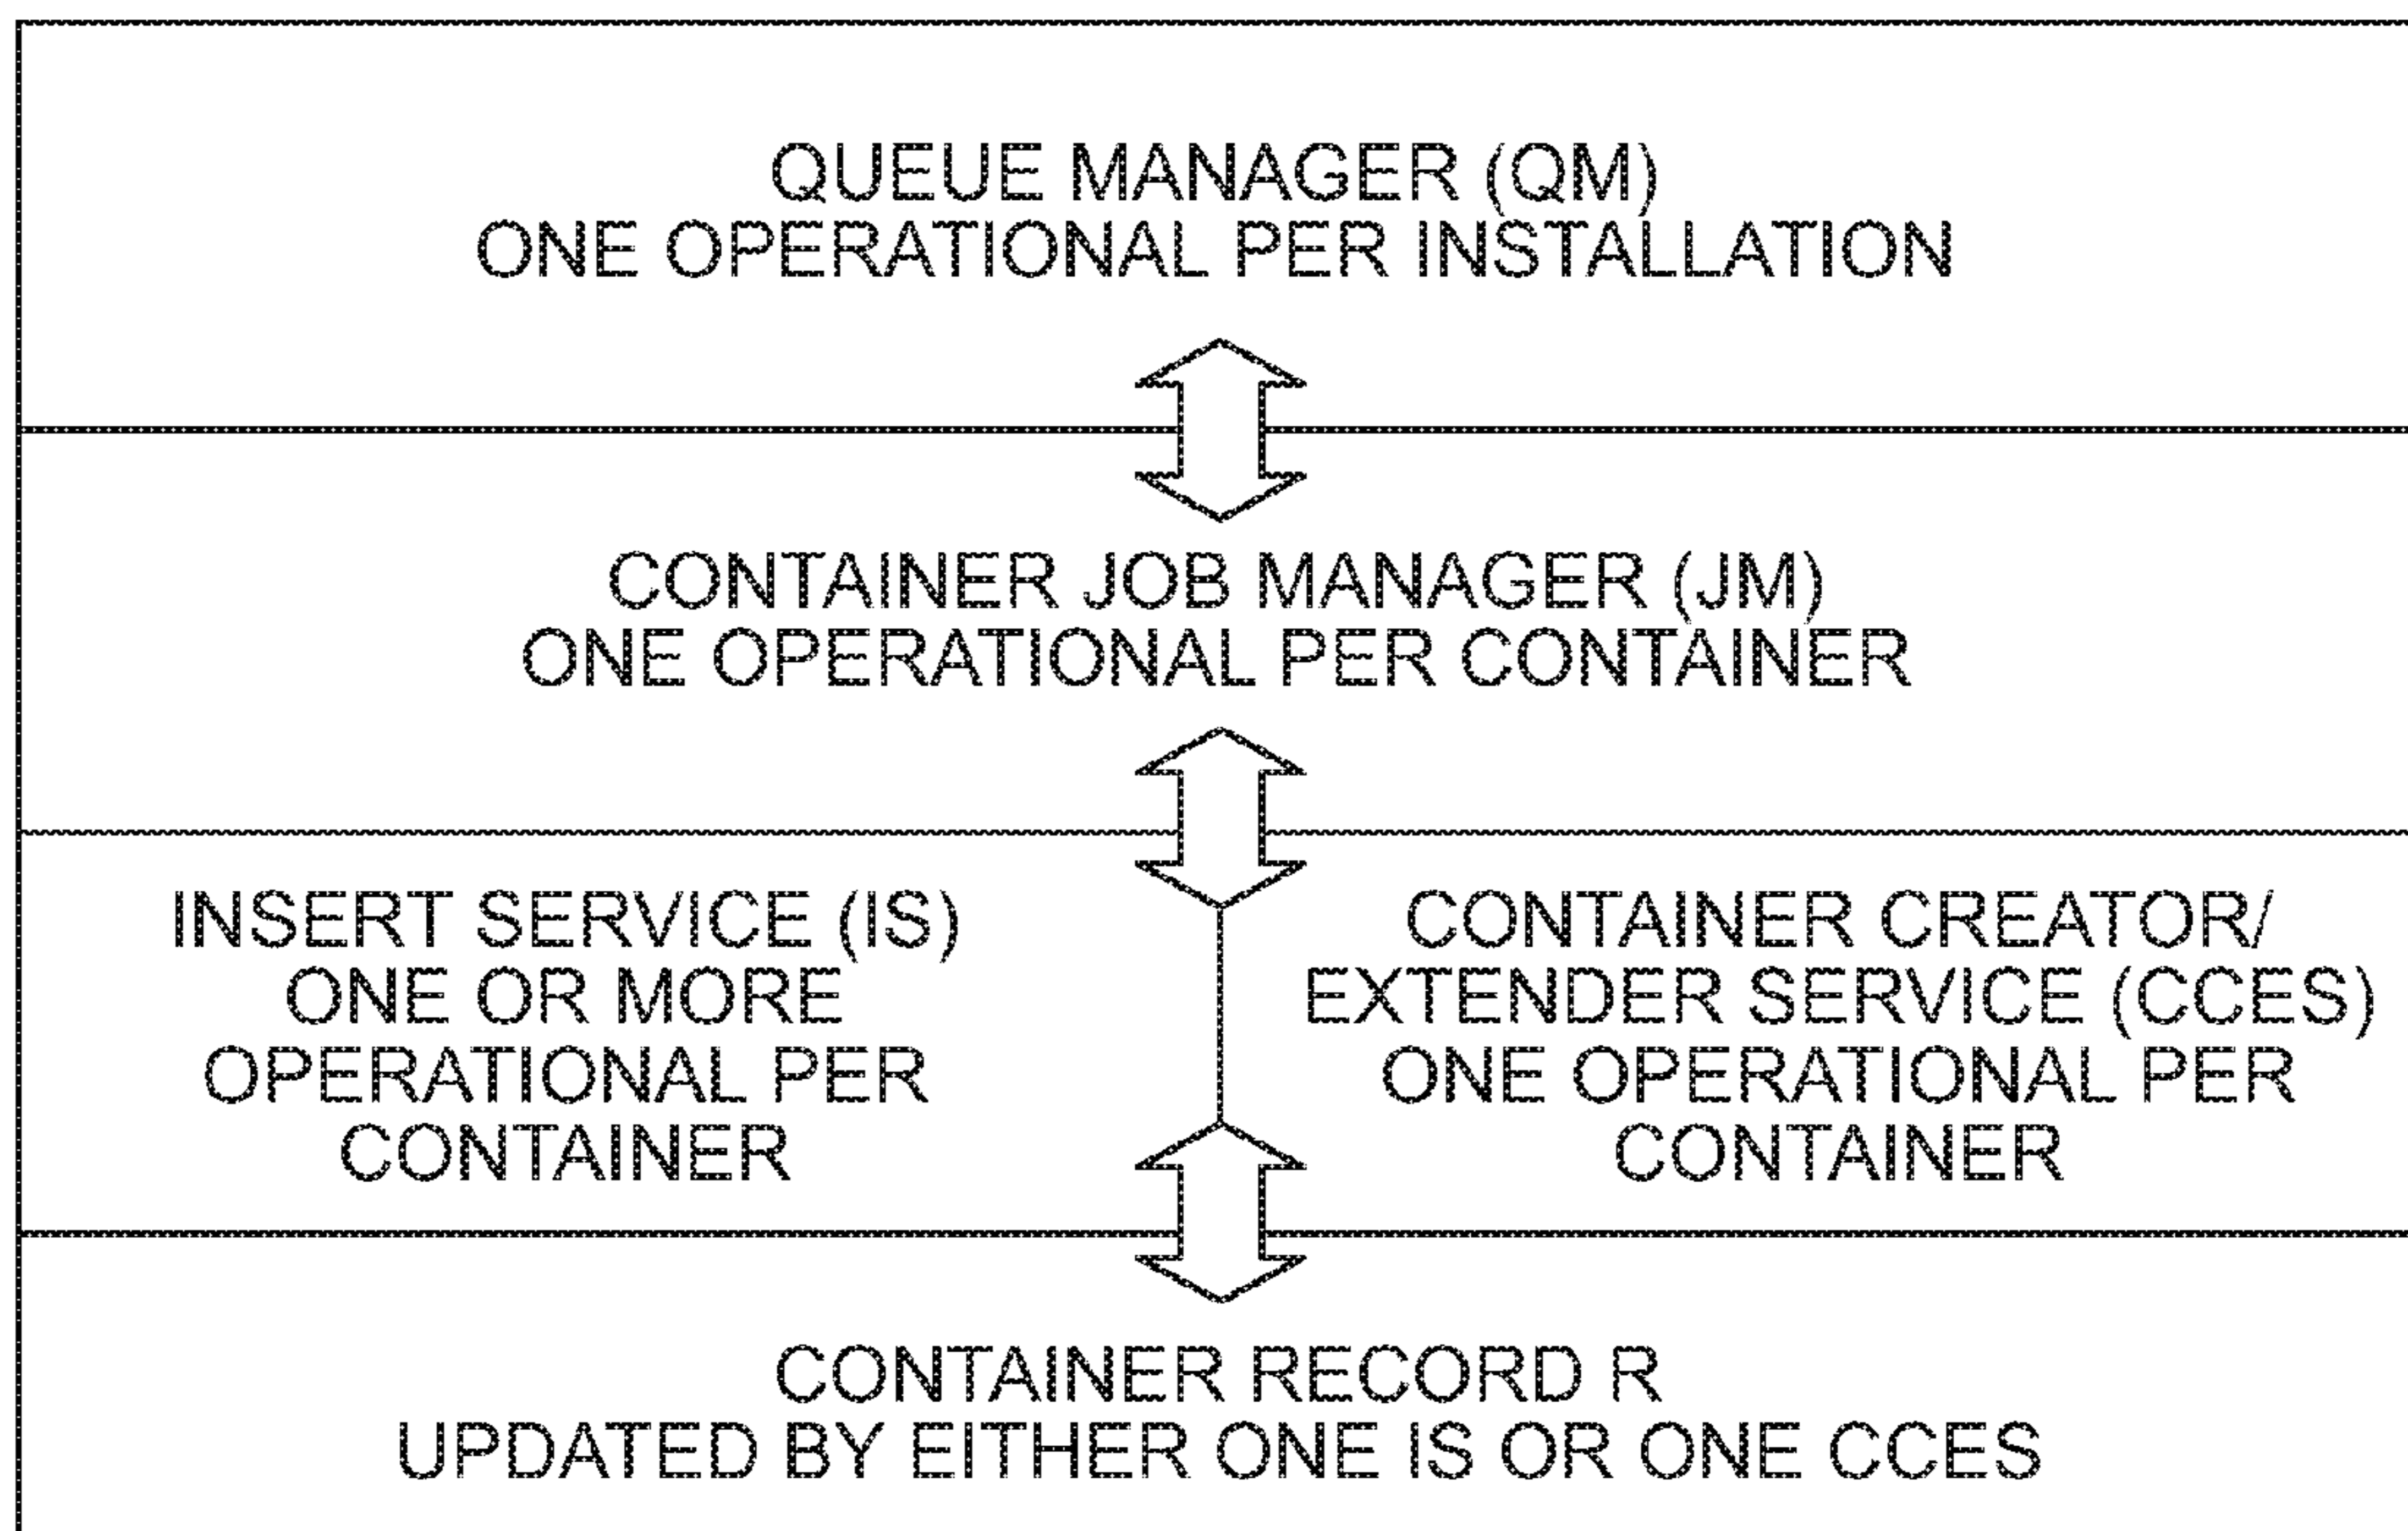 QUEUE MANAGER (QM)
ONE OPERATIONAL PER INSTALLATION
CONTAINER JOB MANAGER (JM)
ONE OPERATIONAL PER CONTAINER
INSERT SERVICE (IS)
ONE OR MORE
OPERATIONAL PER
CONTAINER
CONTAINER CREATOR/
EXTENDER SERVICE (CCES)
ONE OPERATIONAL PER
CONTAINER
CONTAINER RECORD R
UPDATED BY EITHER ONE IS OR ONE CCES